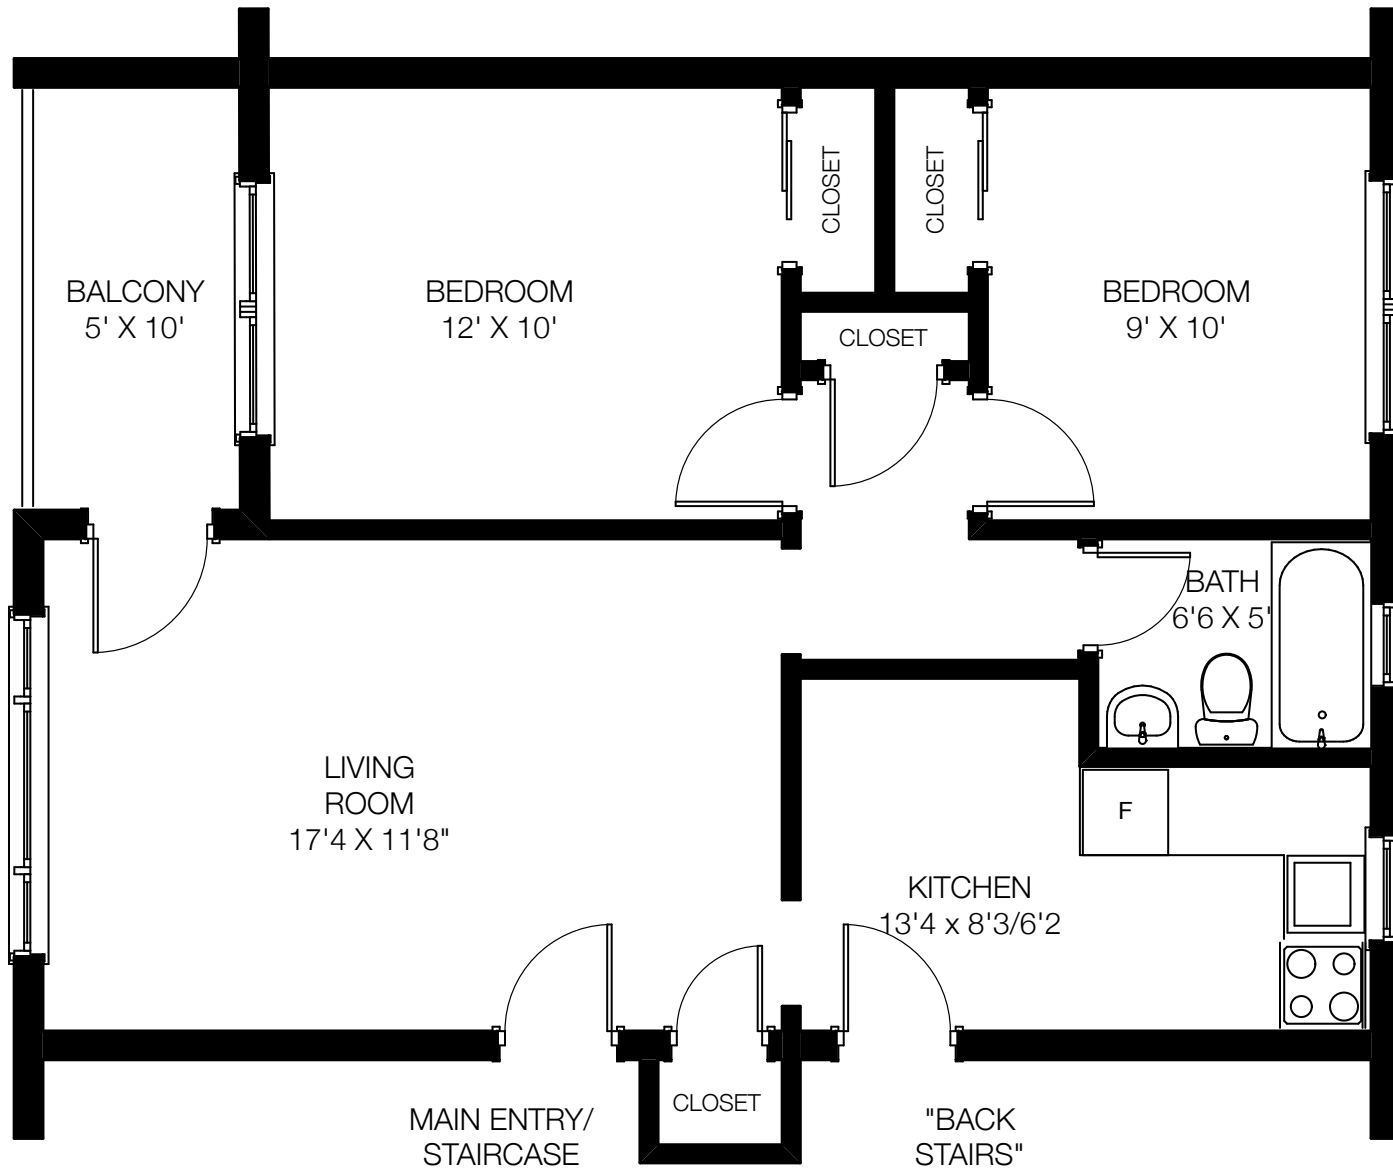 BALCONY
5' X 10'
BEDROOM
12' X 10'
CLOSET
CLOSET
BEDROOM
9' X 10'
CLOSET
BATH
6'6 X 5'
LIVING
ROOM
17'4 X 11'8"
F
KITCHEN
13'4 x 8'3/6'2
MAIN ENTRY/
STAIRCASE
CLOSET
"BACK
STAIRS"